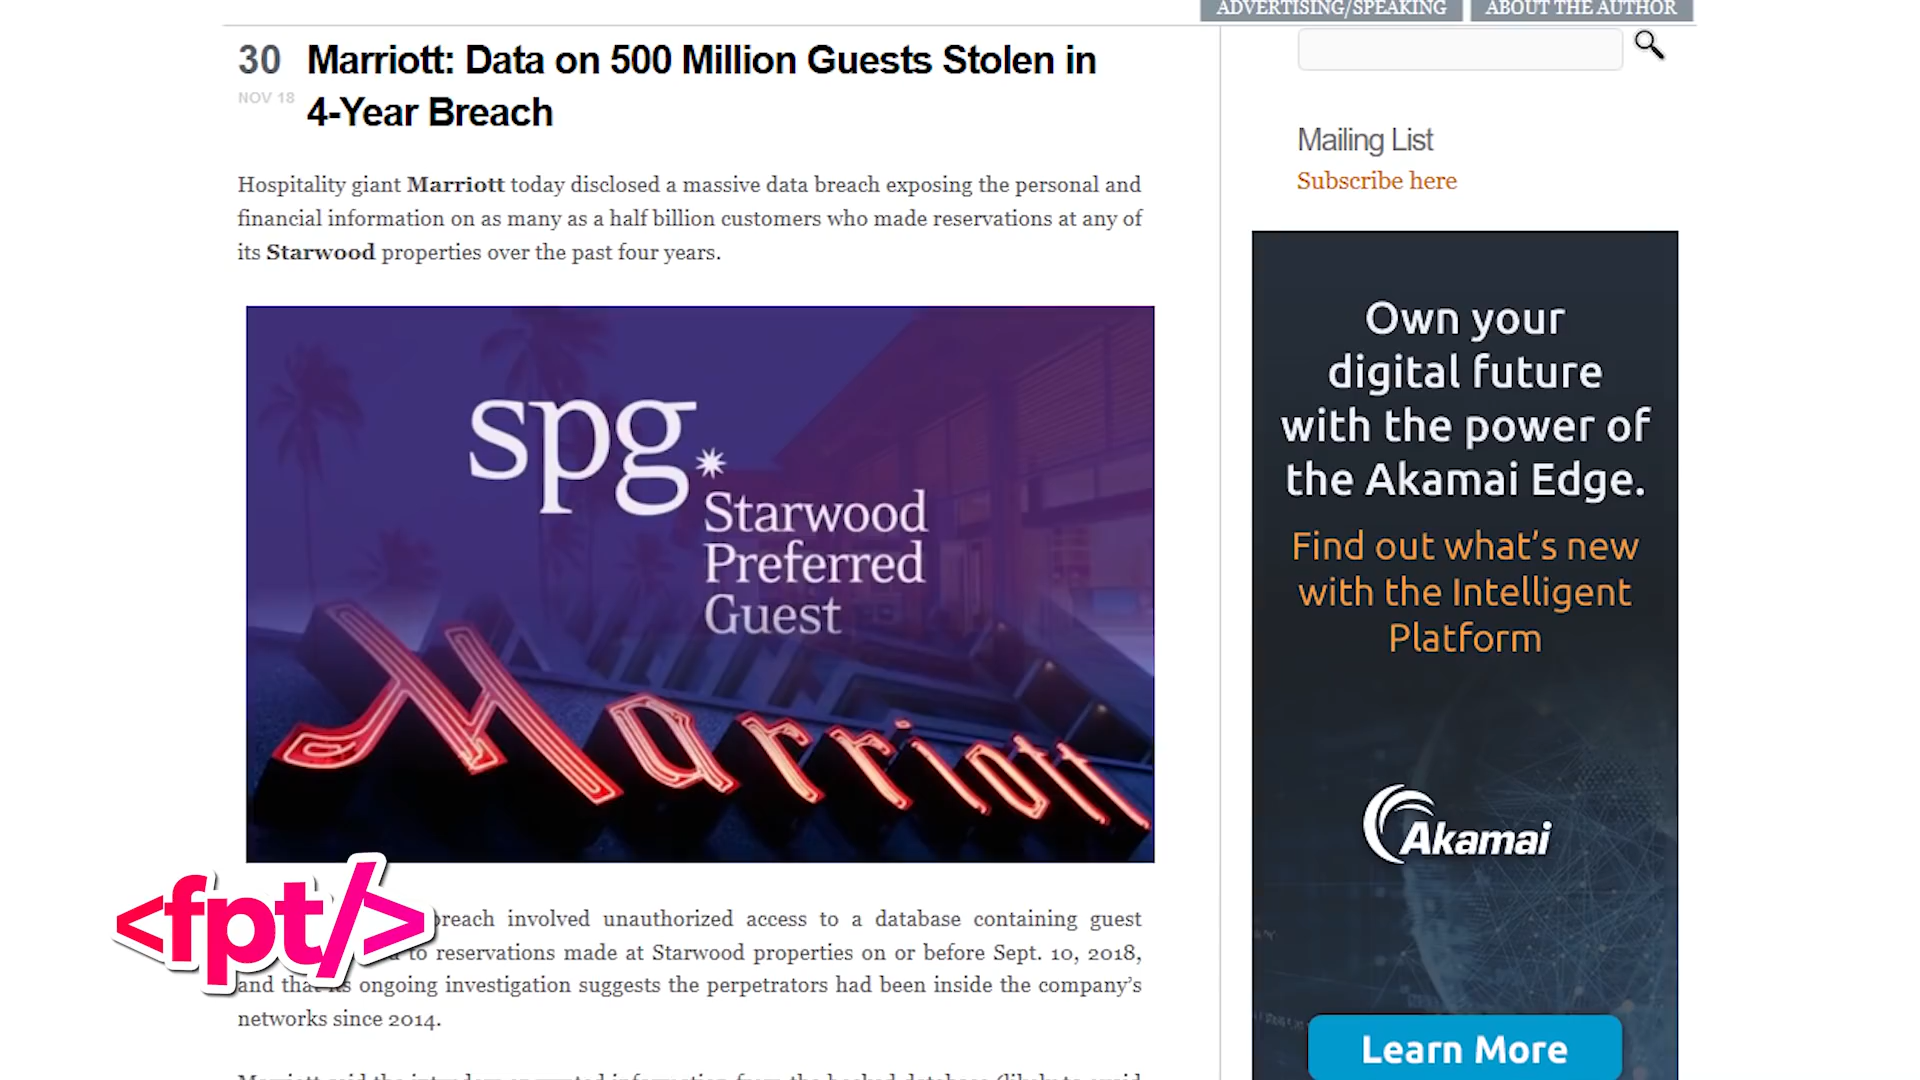 ADVERTISING/SPEAKING
ABOUT THE AUTHOR
30
NOV 18
Marriott: Data on 500 Million Guests Stolen in
4-Year Breach
Hospitality giant Marriott today disclosed a massive data breach exposing the personal and
financial information on as many as a half billion customers who made reservations at any of
its Starwood properties over the past four years.
spg.
Starwood
Preferred
Guest
Marriott
breach involved unauthorized access to a database containing guest
to reservations made at Starwood properties on or before Sept. 10, 2018,
and that its ongoing investigation suggests the perpetrators had been inside the company’s
networks since 2014.
<fpt/>
Mailing List
Subscribe here
Own your
digital future
with the power of
the Akamai Edge.
Find out what’s new
with the Intelligent
Platform
Akamai
Learn More